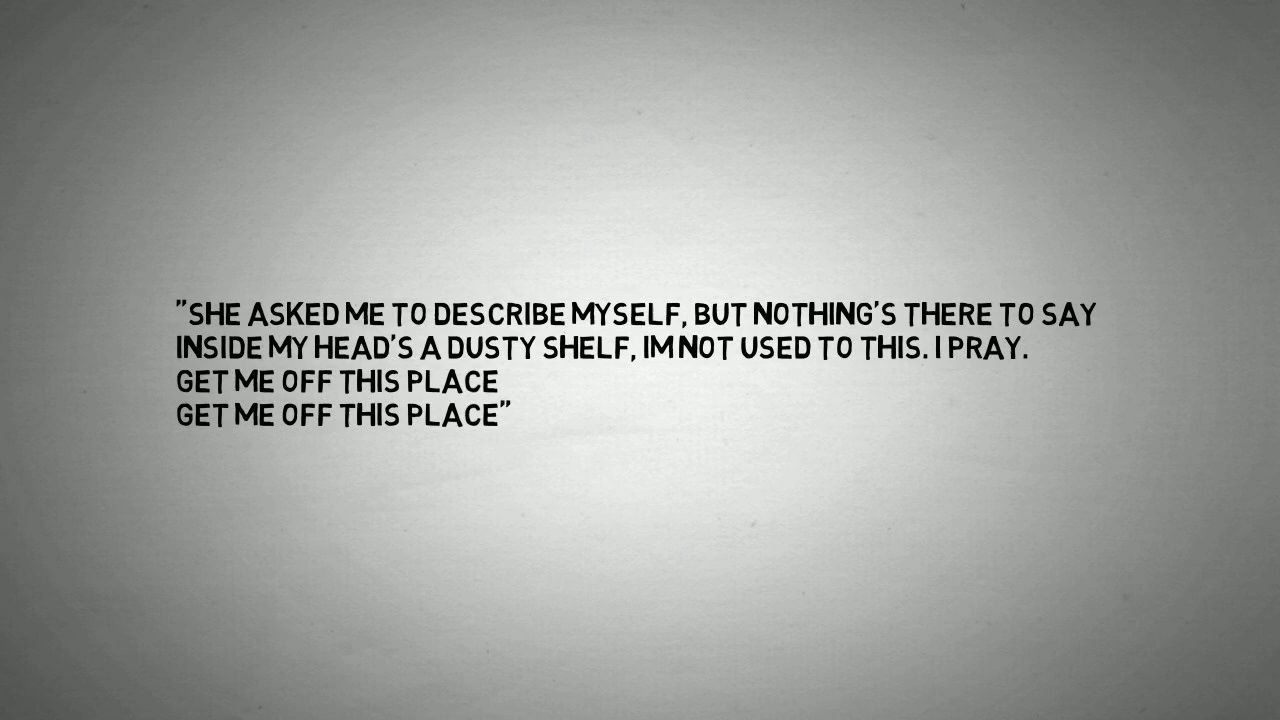 "SHE ASKED ME TO DESCRIBE MYSELF, BUT NOTHING'S THERE TO SAY
INSIDE MY HEAD'S A DUSTY SHELF, IM NOT USED TO THIS. I PRAY.
GET ME OFF THIS PLACE
GET ME OFF THIS PLACE"